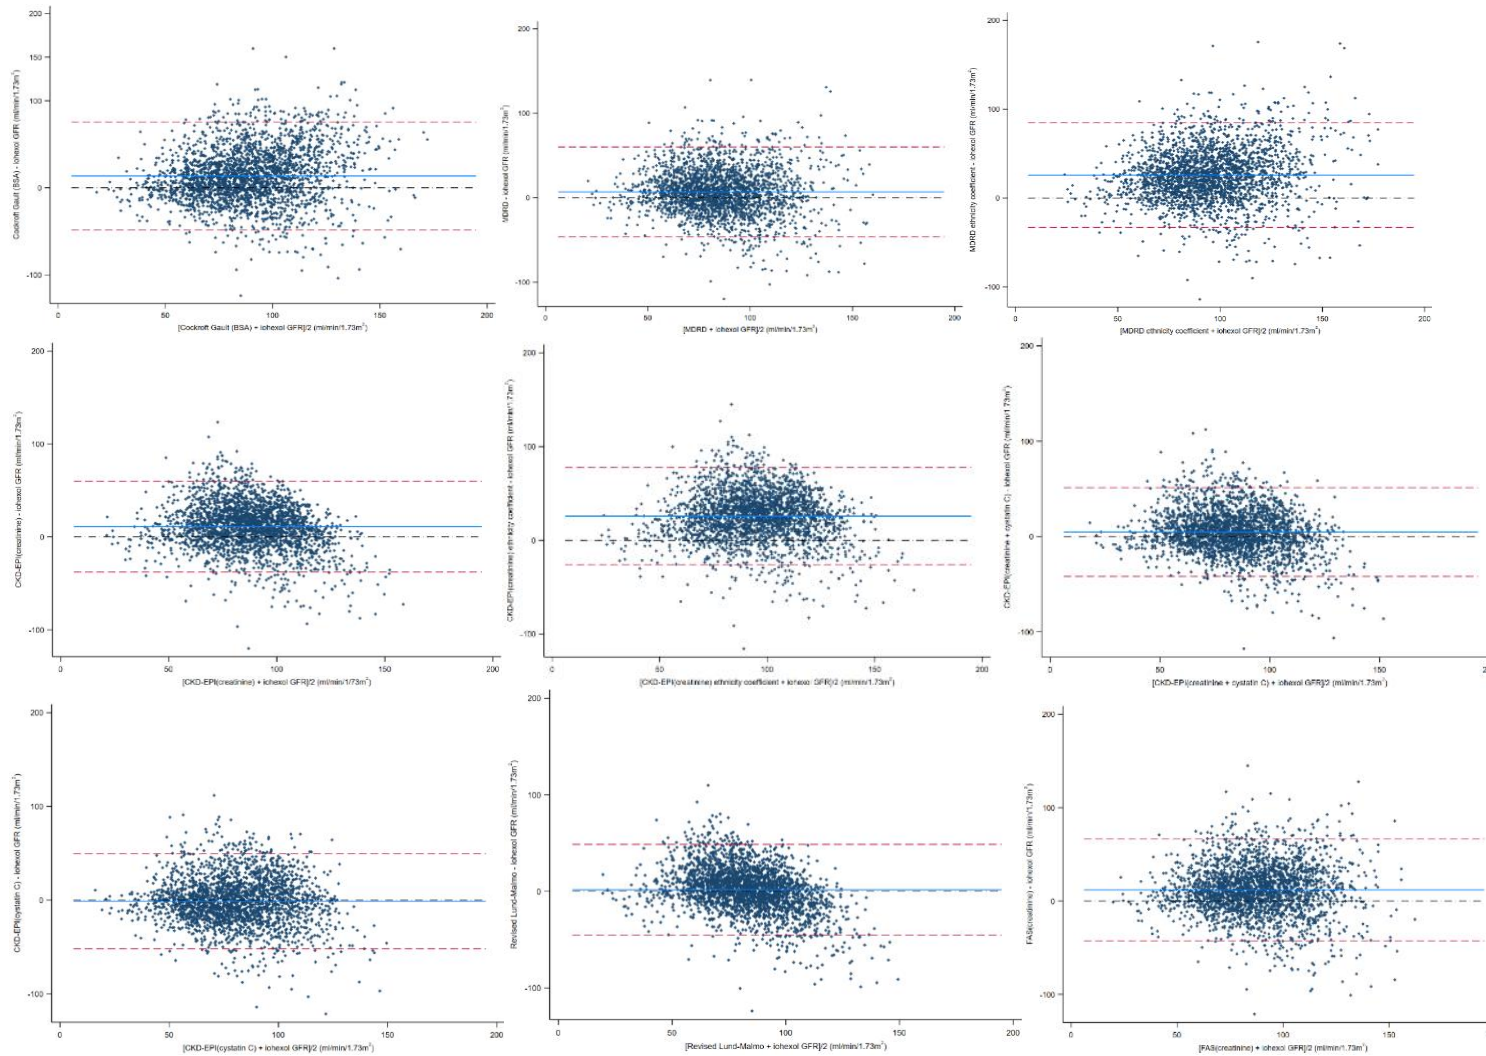 Cockroft Gault (BSA) - iohexol GFR (ml/min/1.73m²)
200
150
100
50
0
-100
0 50 100 150 200
[Cockroft Gault (BSA) + iohexol GFR]/2 (ml/min/1.73m²)
MDRD - iohexol GFR (ml/min/1.73m²)
200
100
0
-100
0 50 100 150 200
[MDRD + iohexol GFR]/2 (ml/min/1.73m²)
MDRD ethnicity coefficient - iohexol GFR (ml/min/1.73m²)
200
100
0
-100
0 50 100 150 200
[MDRD ethnicity coefficient + iohexol GFR]/2 (ml/min/1.73m²)
CKD-EPI(creatinine) - iohexol GFR (ml/min/1.73m²)
200
100
0
-100
0 50 100 150 200
[CKD-EPI(creatinine) + iohexol GFR]/2 (ml/min/1/73m²)
CKD-EPI(creatinine) ethnicity coefficient - iohexol GFR (ml/min/1.73m²)
200
100
0
-100
0 50 100 150 200
[CKD-EPI(creatinine) ethnicity coefficient + iohexol GFR]/2 (ml/min/1.73m²)
CKD-EPI(creatinine + cystatin C) - iohexol GFR (ml/min/1.73m²)
200
100
0
-100
0 50 100 150
[CKD-EPI(creatinine + cystatin C) + iohexol GFR]/2 (ml/min/1.73m²)
CKD-EPI(cystatin C) - iohexol GFR (ml/min/1.73m²)
200
100
0
-100
0 50 100 150 200
[CKD-EPI(cystatin C) + iohexol GFR]/2 (ml/min/1.73m²)
Revised Lund-Malmo - iohexol GFR (ml/min/1.73m²)
200
100
0
-100
0 50 100 150 200
[Revised Lund-Malmo + iohexol GFR]/2 (ml/min/1.73m²)
FAS(creatinine) - iohexol GFR (ml/min/1.73m²)
200
100
0
-100
0 50 100 150
[FAS(creatinine) + iohexol GFR]/2 (ml/min/1.73m²)